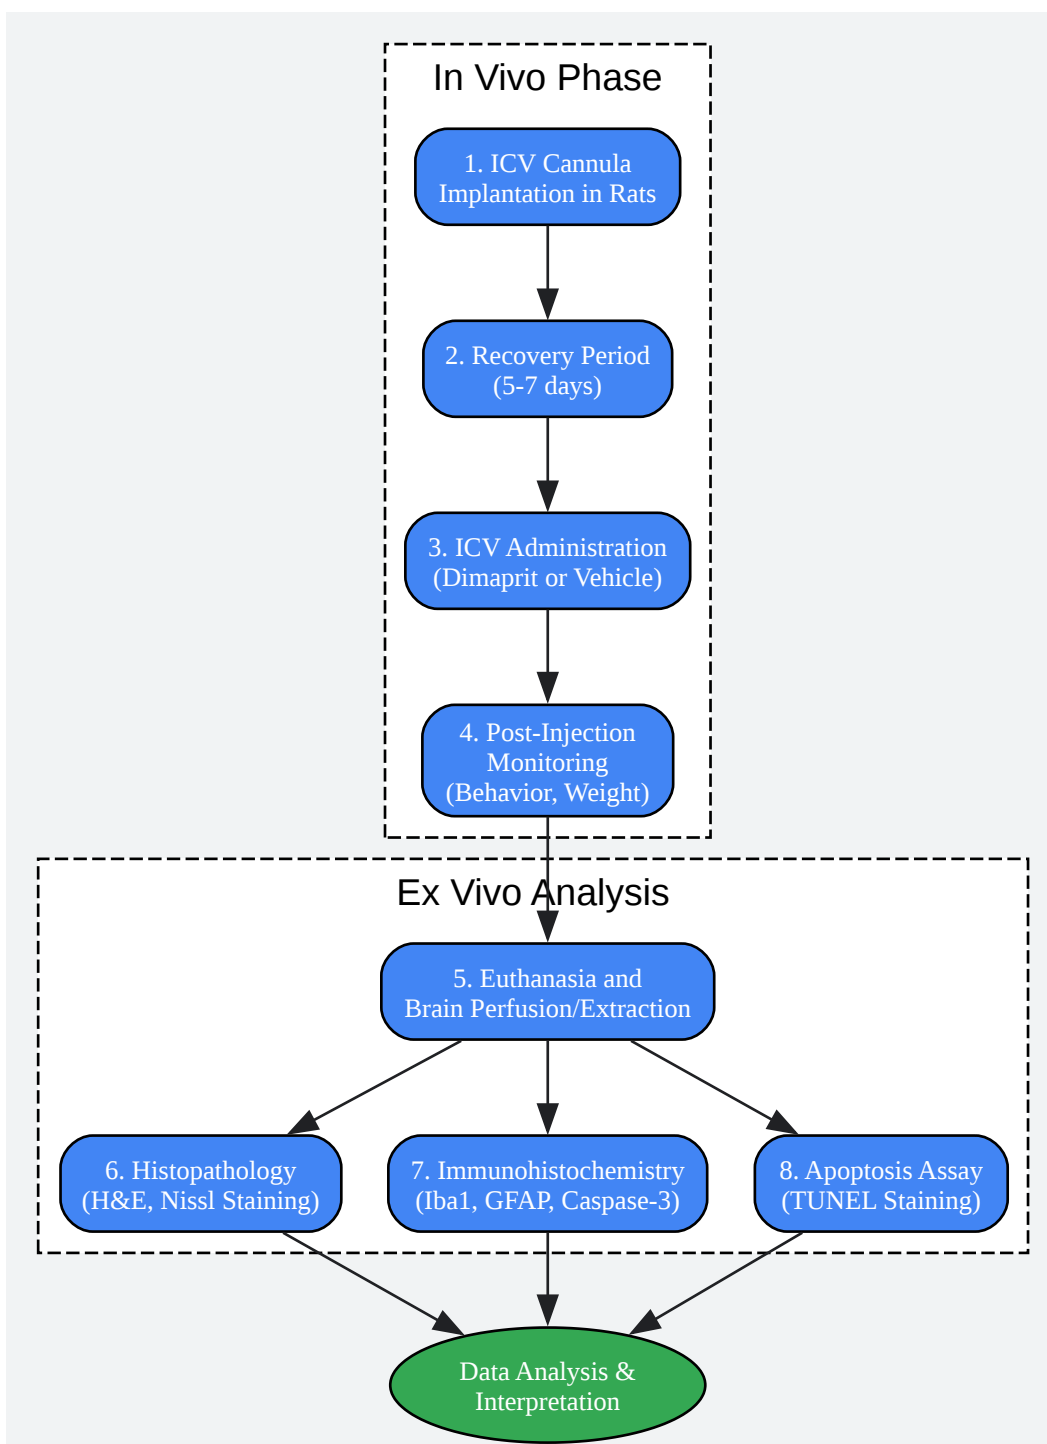 In Vivo Phase
1. ICV Cannula
Implantation in Rats
2. Recovery Period
(5-7 days)
3. ICV Administration
(Dimaprit or Vehicle)
4. Post-Injection
Monitoring
(Behavior, Weight)
Ex Vivo Analysis
5. Euthanasia and
Brain Perfusion/Extraction
6. Histopathology
(H&E, Nissl Staining)
7. Immunohistochemistry
(Iba1, GFAP, Caspase-3)
8. Apoptosis Assay
(TUNEL Staining)
Data Analysis &
Interpretation